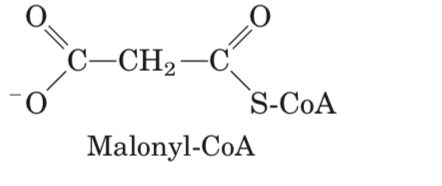 O O
C—CH₂—C
⁻O S-CoA
Malonyl-CoA